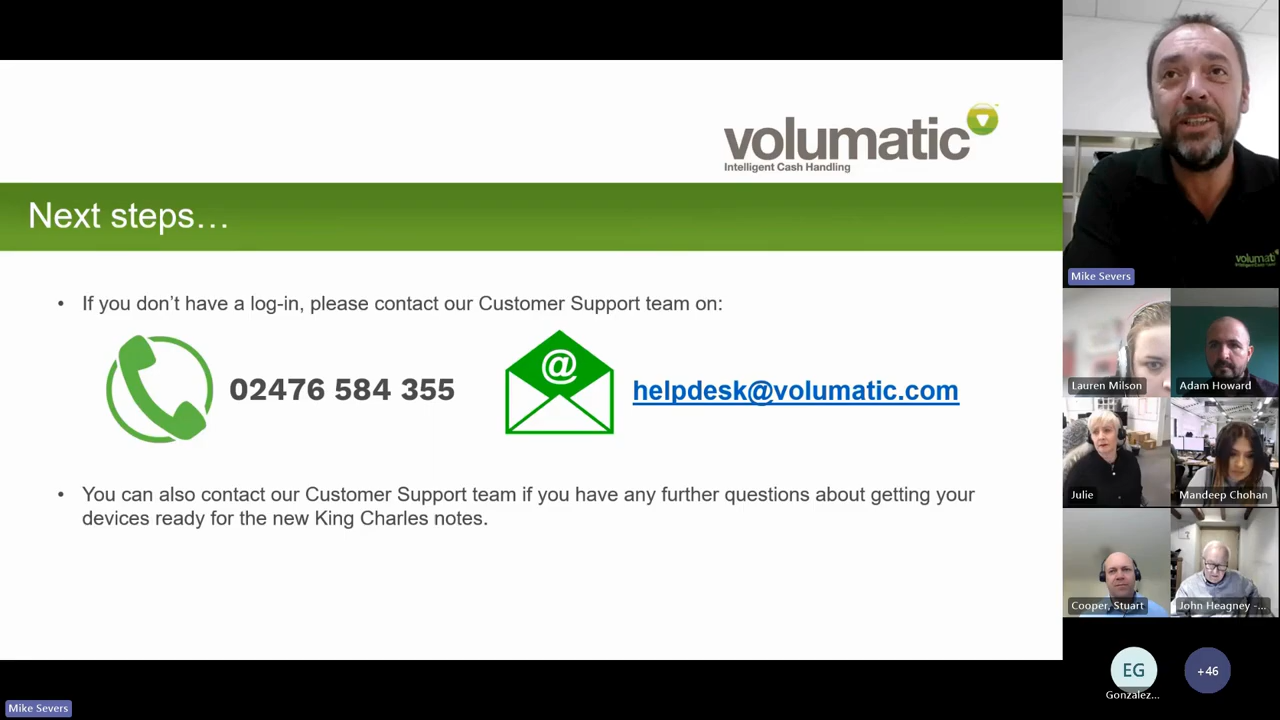 volumatic
Intelligent Cash Handling
Next steps…
• If you don't have a log-in, please contact our Customer Support team on:
02476 584 355
@
helpdesk@volumatic.com
• You can also contact our Customer Support team if you have any further questions about getting your
devices ready for the new King Charles notes.
Mike Severs
volumati
Mike Severs
Lauren Milson
Adam Howard
Julie
Mandeep Chohan
Cooper, Stuart
John Heagney -...
EG
Gonzalez...
+46